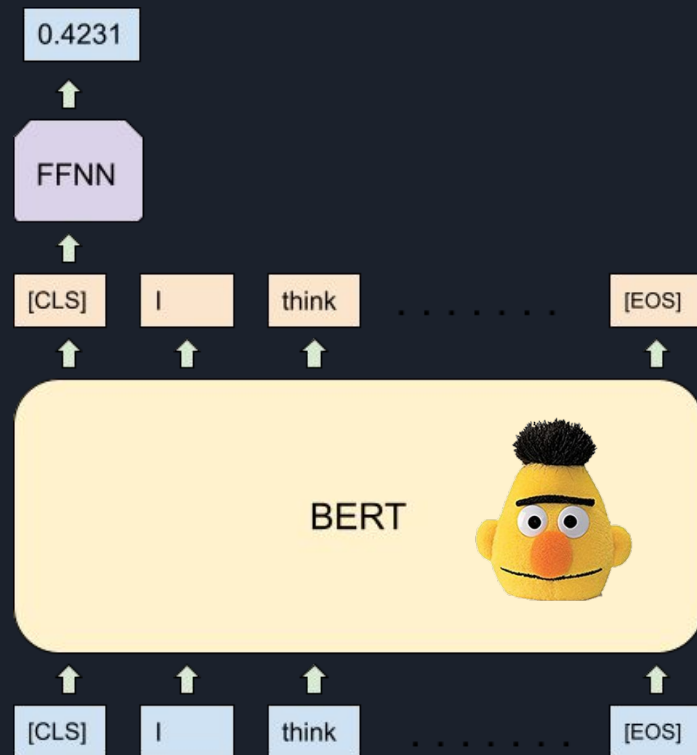 0.4231
FFNN
[CLS] I think . . . . . . . [EOS]
BERT
[CLS] I think . . . . . . . [EOS]